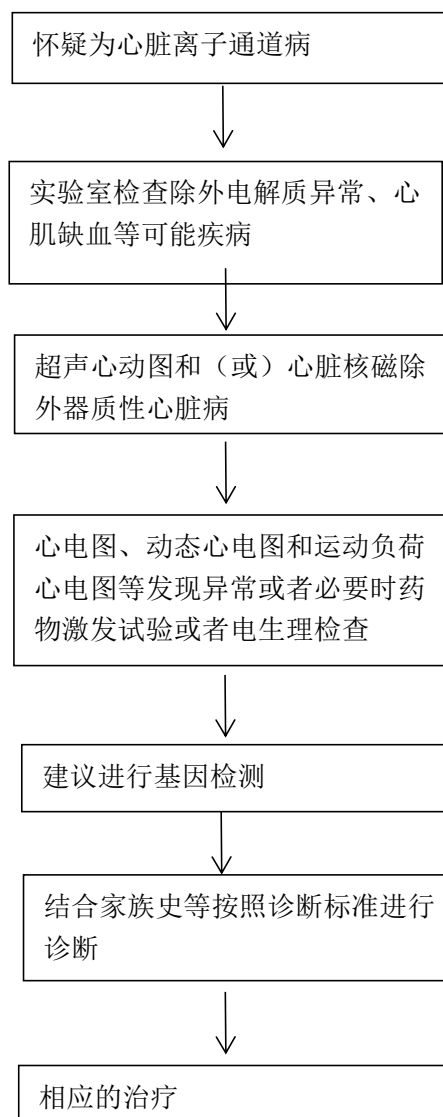 怀疑为心脏离子通道病
实验室检查除外电解质异常、心
肌缺血等可能疾病
超声心动图和（或）心脏核磁除
外器质性心脏病
心电图、动态心电图和运动负荷
心电图等发现异常或者必要时药
物激发试验或者电生理检查
建议进行基因检测
结合家族史等按照诊断标准进行
诊断
相应的治疗